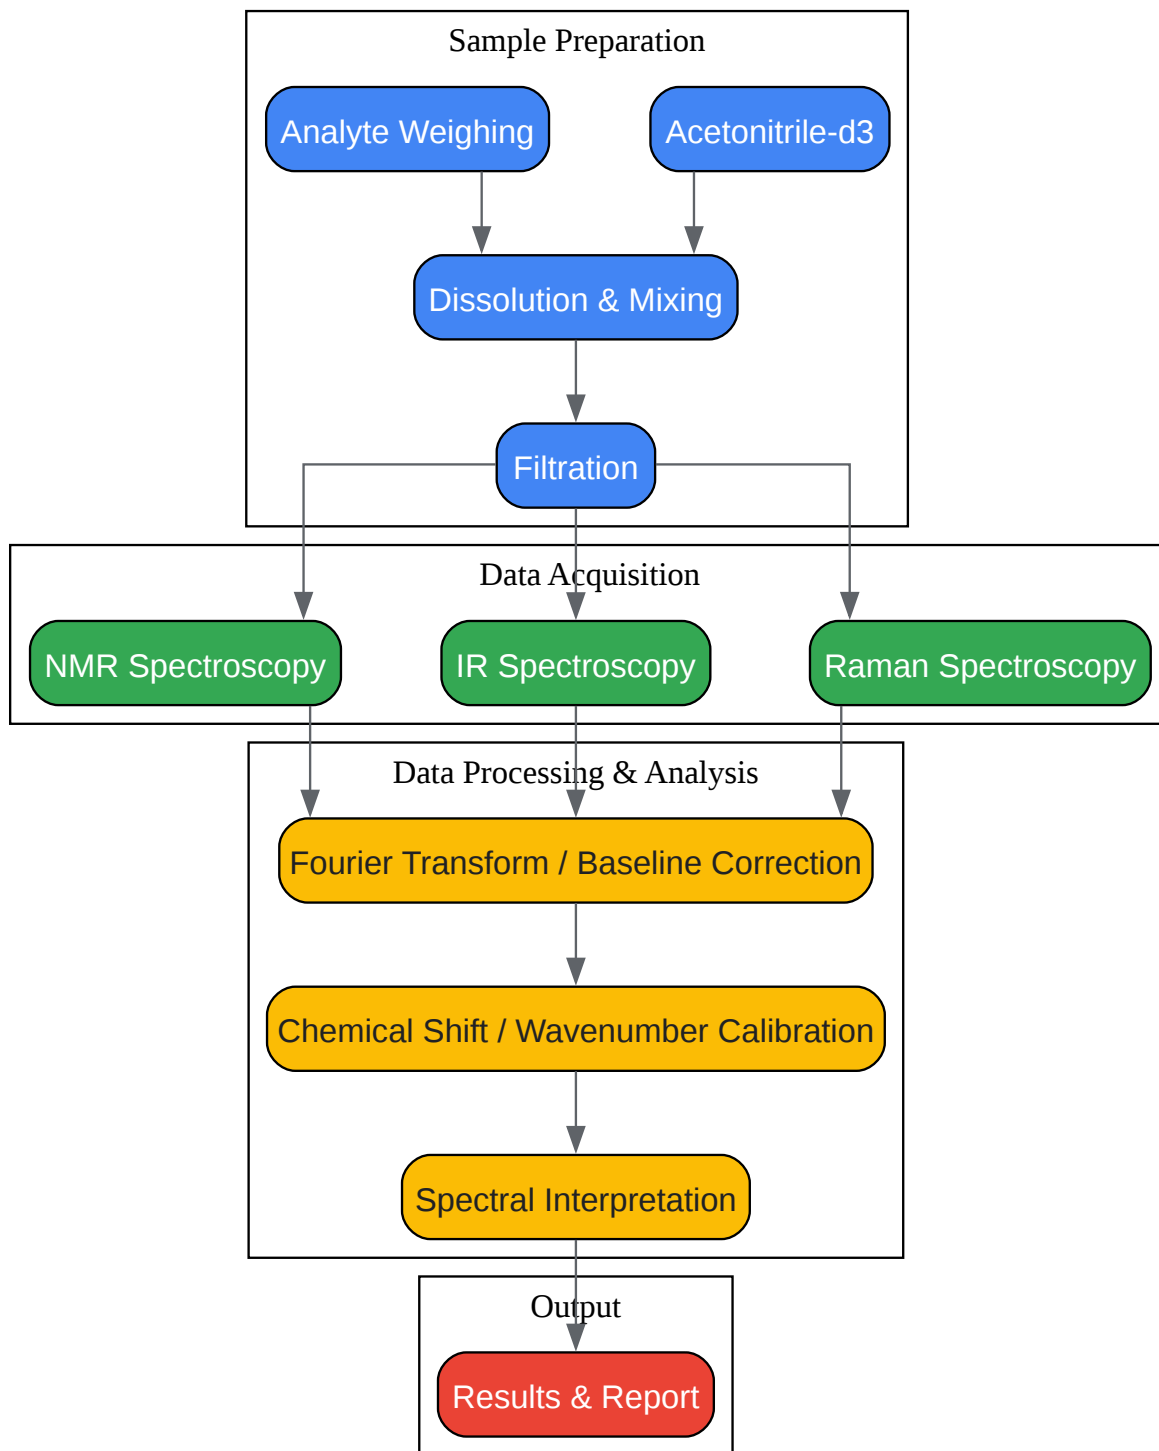 Sample Preparation
Analyte Weighing
Acetonitrile-d3
Dissolution & Mixing
Filtration
Data Acquisition
NMR Spectroscopy
IR Spectroscopy
Raman Spectroscopy
Data Processing & Analysis
Fourier Transform / Baseline Correction
Chemical Shift / Wavenumber Calibration
Spectral Interpretation
Output
Results & Report